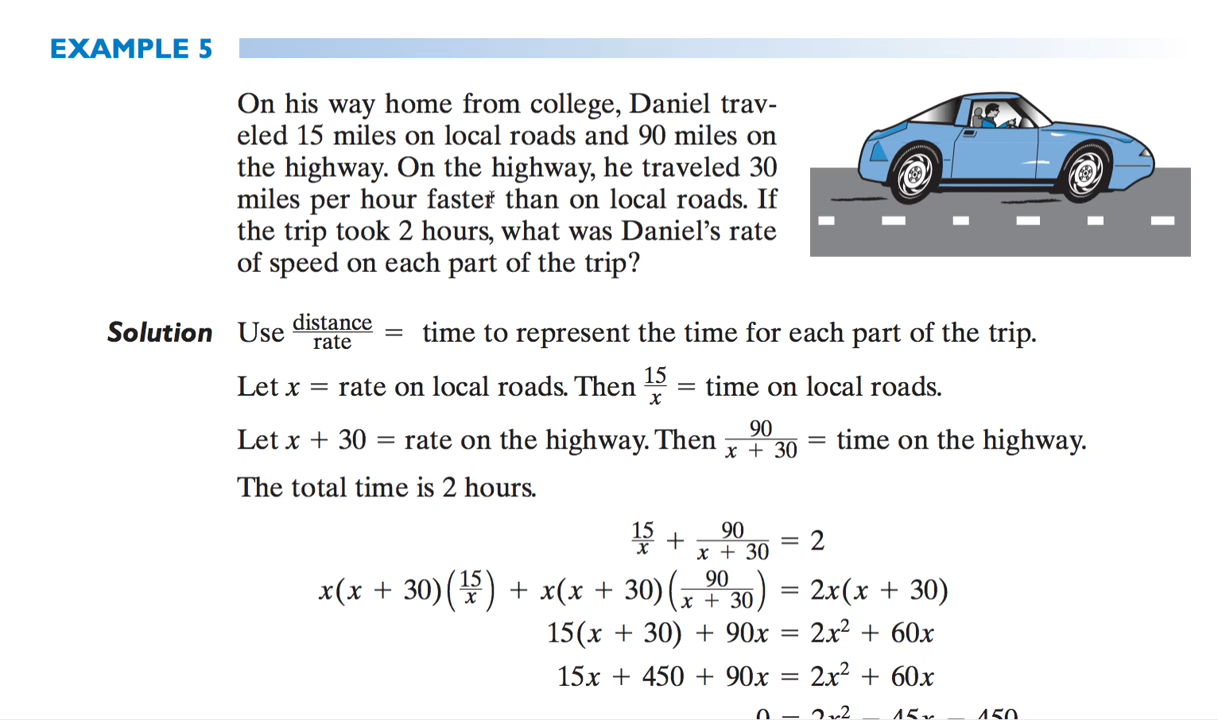 EXAMPLE 5
On his way home from college, Daniel trav-
eled 15 miles on local roads and 90 miles on
the highway. On the highway, he traveled 30
miles per hour faster than on local roads. If
the trip took 2 hours, what was Daniel's rate
of speed on each part of the trip?
Solution Use distance/rate = time to represent the time for each part of the trip.
Let x = rate on local roads. Then 15/x = time on local roads.
Let x + 30 = rate on the highway. Then 90/(x + 30) = time on the highway.
The total time is 2 hours.
15/x + 90/(x + 30) = 2
x(x + 30)(15/x) + x(x + 30)(90/(x + 30)) = 2x(x + 30)
15(x + 30) + 90x = 2x² + 60x
15x + 450 + 90x = 2x² + 60x
0 = 2x² − 45x − 450